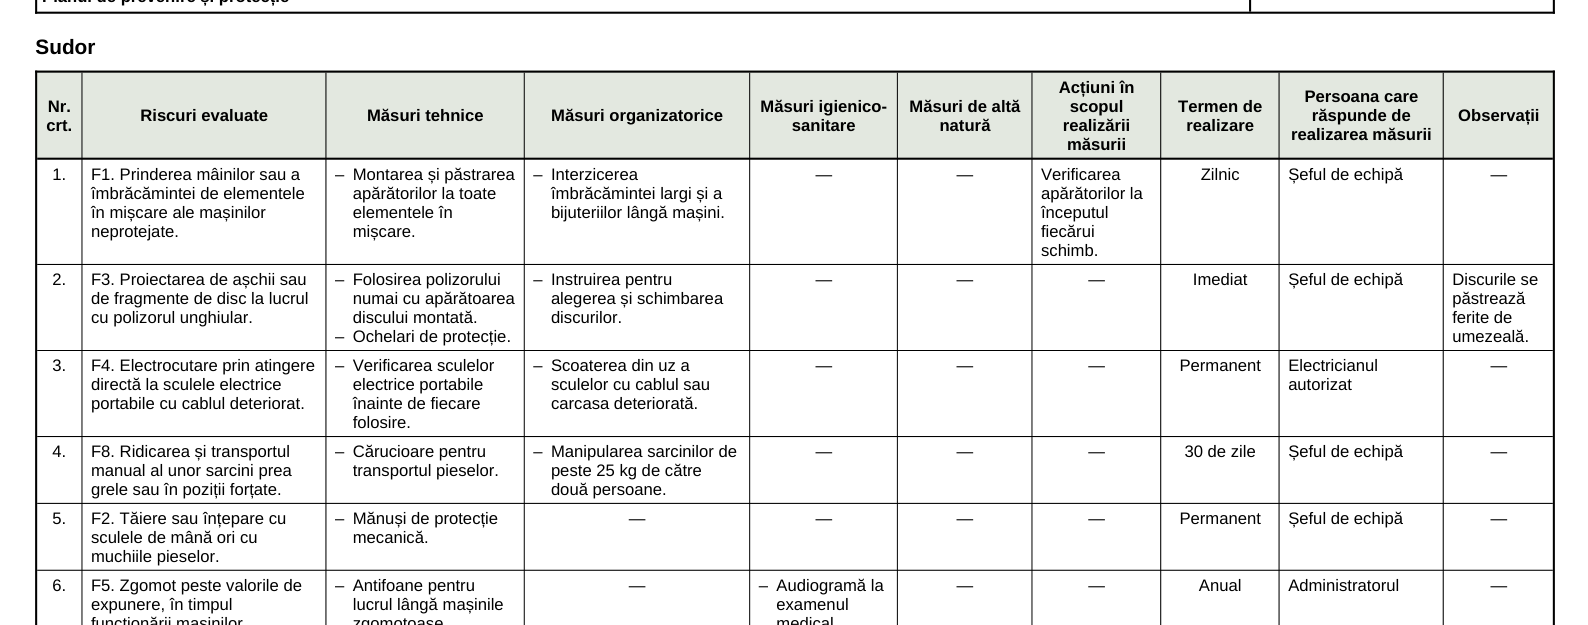 Planul de prevenire și protecție
Sudor
Nr. crt. | Riscuri evaluate | Măsuri tehnice | Măsuri organizatorice | Măsuri igienico-sanitare | Măsuri de altă natură | Acțiuni în scopul realizării măsurii | Termen de realizare | Persoana care răspunde de realizarea măsurii | Observații
1. | F1. Prinderea mâinilor sau a îmbrăcămintei de elementele în mișcare ale mașinilor neprotejate. | – Montarea și păstrarea apărătorilor la toate elementele în mișcare. | – Interzicerea îmbrăcămintei largi și a bijuteriilor lângă mașini. | — | — | Verificarea apărătorilor la începutul fiecărui schimb. | Zilnic | Șeful de echipă | —
2. | F3. Proiectarea de așchii sau de fragmente de disc la lucrul cu polizorul unghiular. | – Folosirea polizorului numai cu apărătoarea discului montată. – Ochelari de protecție. | – Instruirea pentru alegerea și schimbarea discurilor. | — | — | — | Imediat | Șeful de echipă | Discurile se păstrează ferite de umezeală.
3. | F4. Electrocutare prin atingere directă la sculele electrice portabile cu cablul deteriorat. | – Verificarea sculelor electrice portabile înainte de fiecare folosire. | – Scoaterea din uz a sculelor cu cablul sau carcasa deteriorată. | — | — | — | Permanent | Electricianul autorizat | —
4. | F8. Ridicarea și transportul manual al unor sarcini prea grele sau în poziții forțate. | – Cărucioare pentru transportul pieselor. | – Manipularea sarcinilor de peste 25 kg de către două persoane. | — | — | — | 30 de zile | Șeful de echipă | —
5. | F2. Tăiere sau înțepare cu sculele de mână ori cu muchiile pieselor. | – Mănuși de protecție mecanică. | — | — | — | — | Permanent | Șeful de echipă | —
6. | F5. Zgomot peste valorile de expunere, în timpul funcționării mașinilor | – Antifoane pentru lucrul lângă mașinile zgomotoase | — | – Audiogramă la examenul medical | — | — | Anual | Administratorul | —